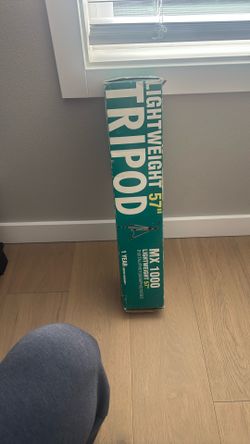 LIGHTWEIGHT 57"
TRIPOD
MX 1000
LIGHTWEIGHT 57"
1 YEAR